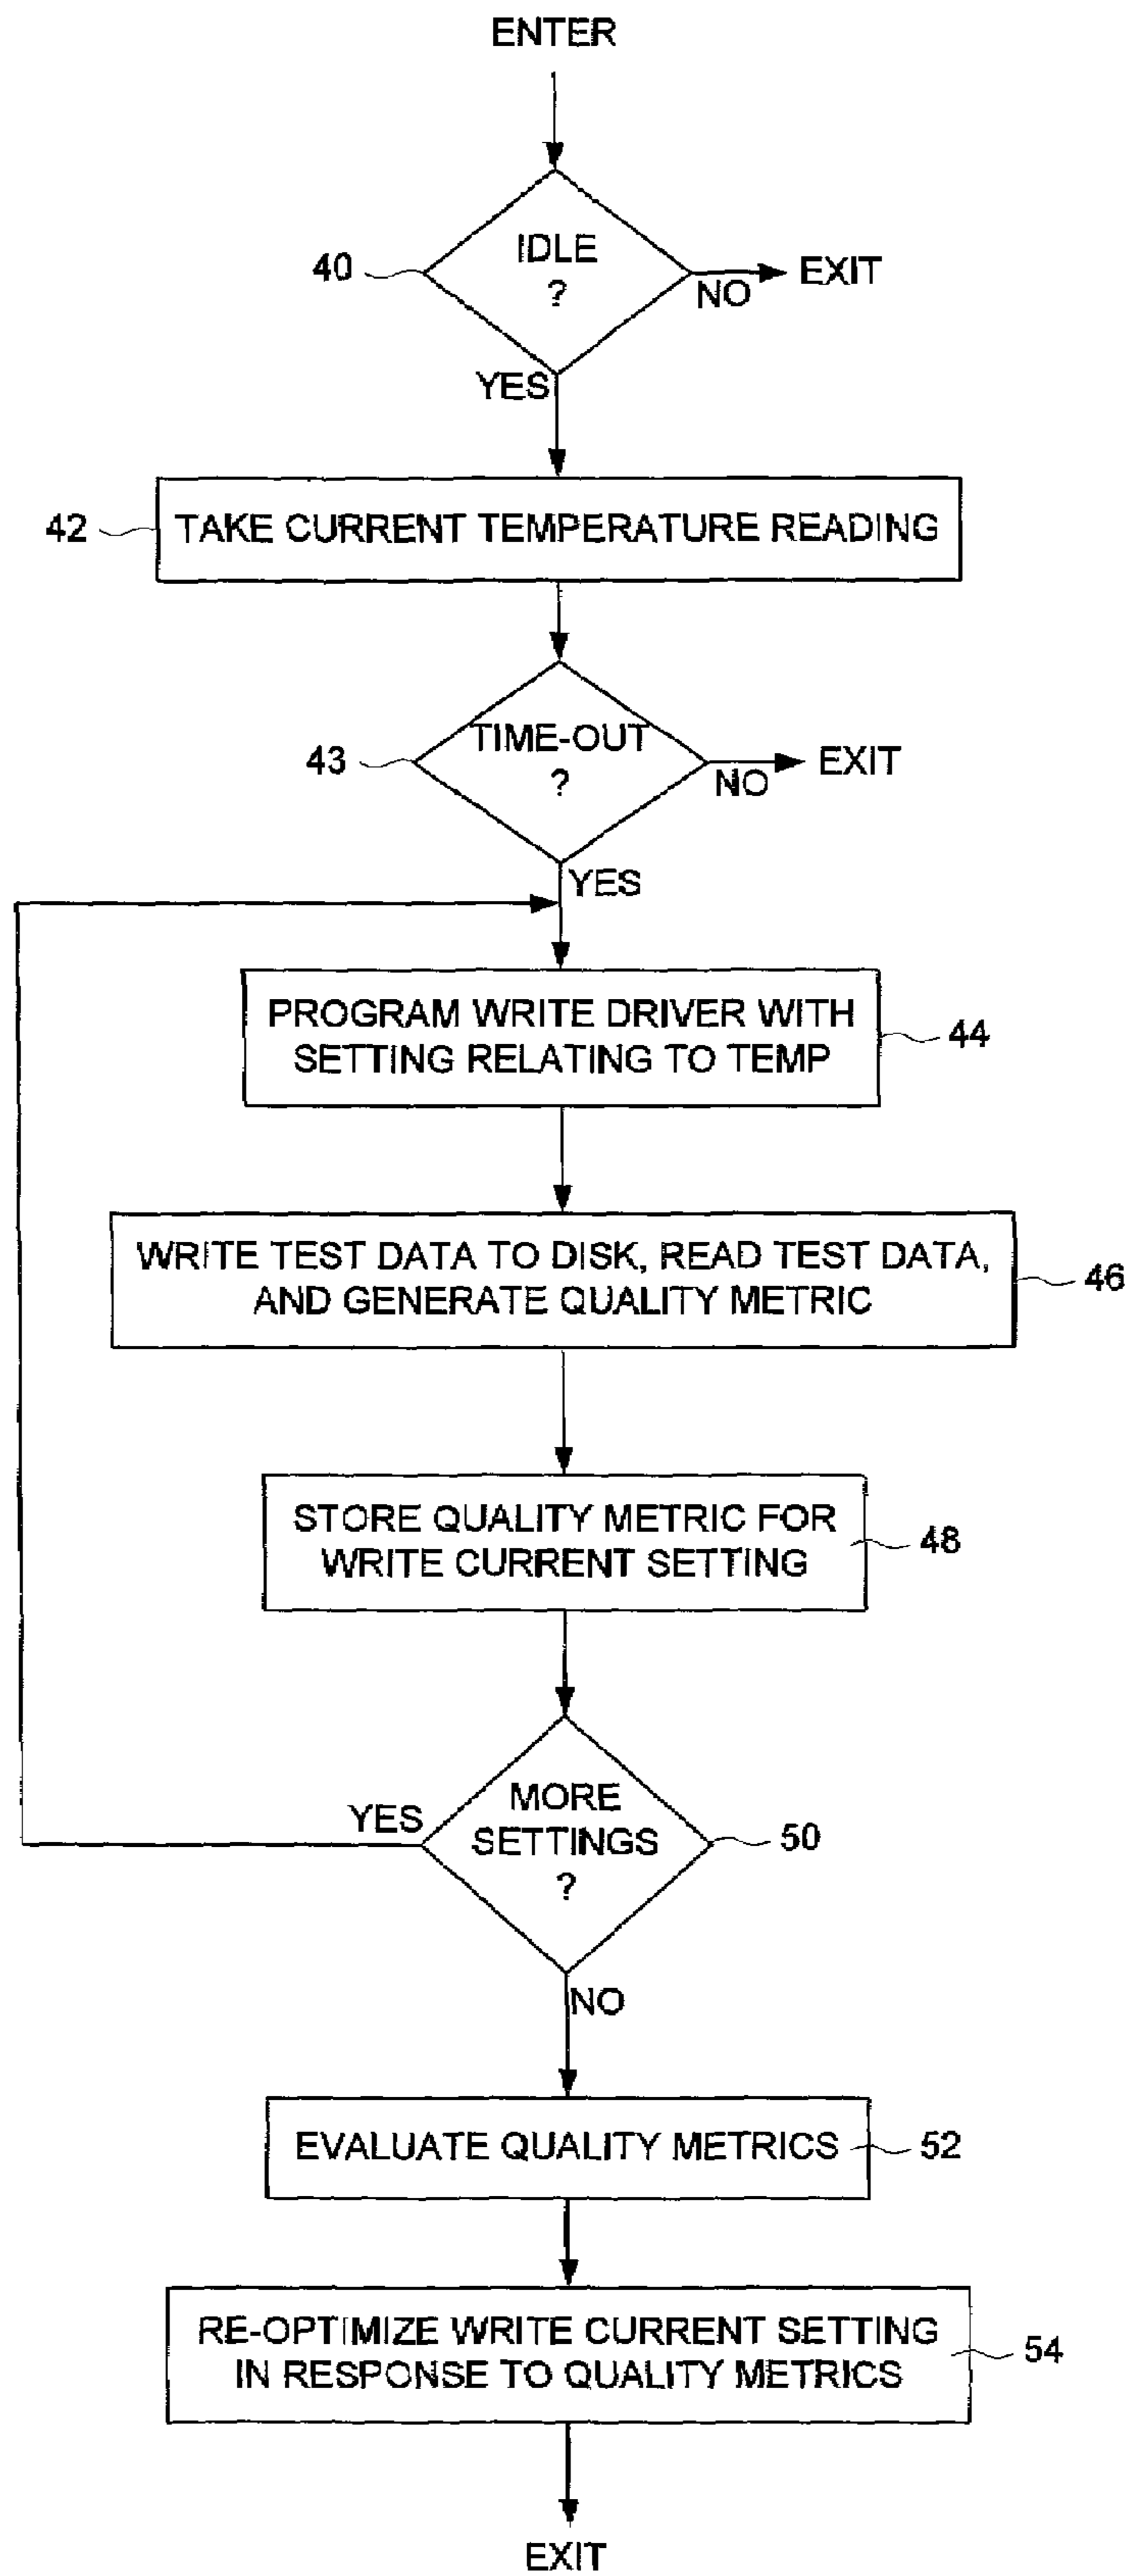 ENTER
IDLE
?
40
NO
EXIT
YES
42
TAKE CURRENT TEMPERATURE READING
TIME-OUT
?
43
NO
EXIT
YES
PROGRAM WRITE DRIVER WITH
SETTING RELATING TO TEMP
44
WRITE TEST DATA TO DISK, READ TEST DATA,
AND GENERATE QUALITY METRIC
46
STORE QUALITY METRIC FOR
WRITE CURRENT SETTING
48
YES
MORE
SETTINGS
?
50
NO
EVALUATE QUALITY METRICS
52
RE-OPTIMIZE WRITE CURRENT SETTING
IN RESPONSE TO QUALITY METRICS
54
EXIT